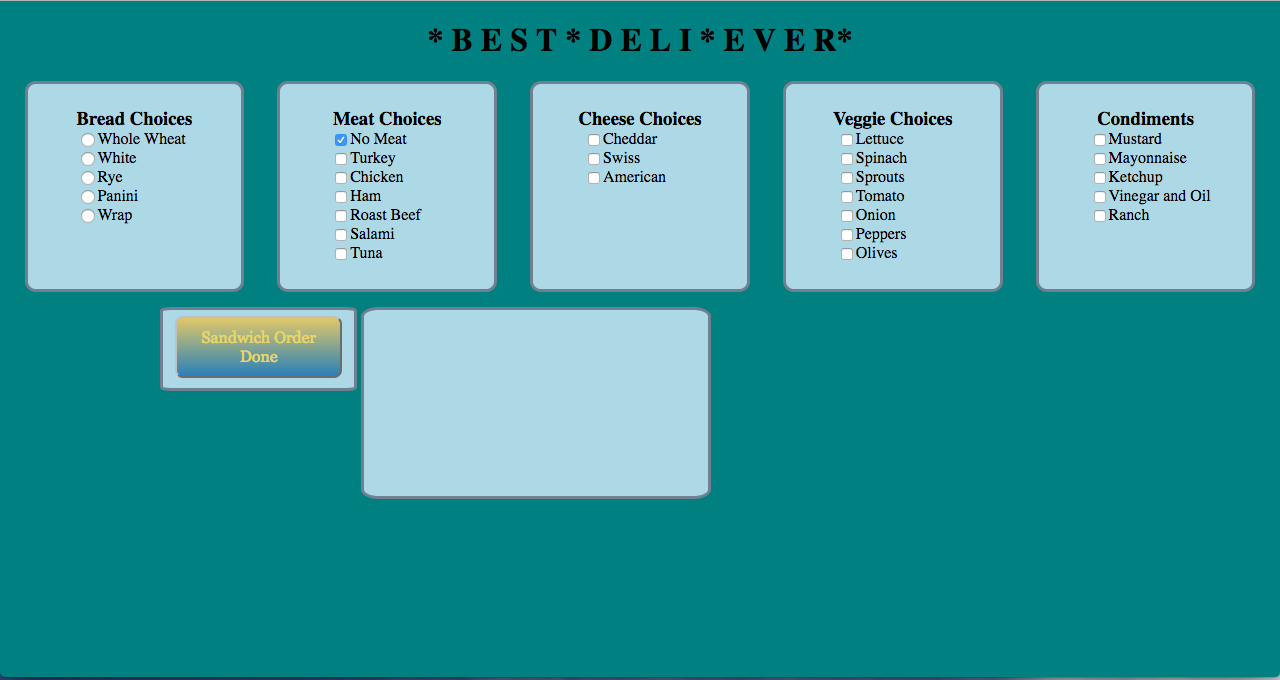 * B E S T * D E L I * E V E R*
Bread Choices
Whole Wheat
White
Rye
Panini
Wrap
Meat Choices
No Meat
Turkey
Chicken
Ham
Roast Beef
Salami
Tuna
Cheese Choices
Cheddar
Swiss
American
Veggie Choices
Lettuce
Spinach
Sprouts
Tomato
Onion
Peppers
Olives
Condiments
Mustard
Mayonnaise
Ketchup
Vinegar and Oil
Ranch
Sandwich Order
Done